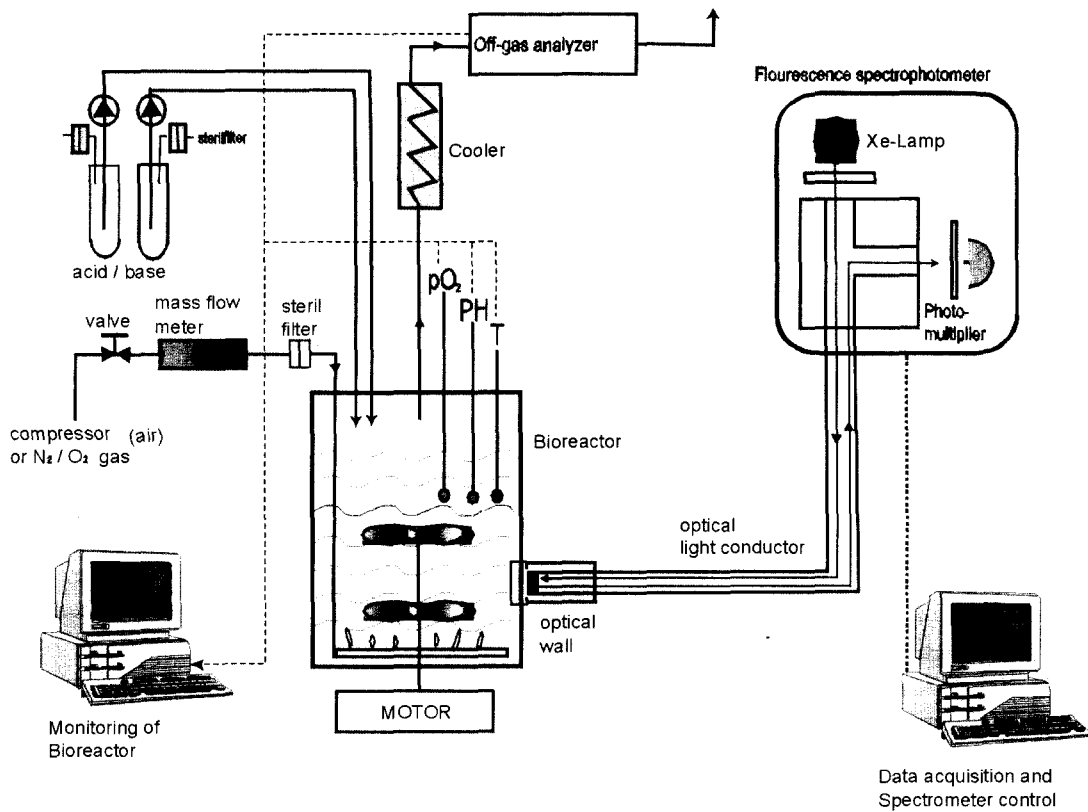 Off-gas analyzer
Flourescence spectrophotometer
Xe-Lamp
sterilfilter
Cooler
acid / base
pO₂
PH
T
mass flow
meter
steril
filter
valve
Photo-
multiplier
compressor (air)
or N₂ / O₂ gas
Bioreactor
optical
light conductor
optical
wall
MOTOR
Monitoring of
Bioreactor
Data acquisition and
Spectrometer control